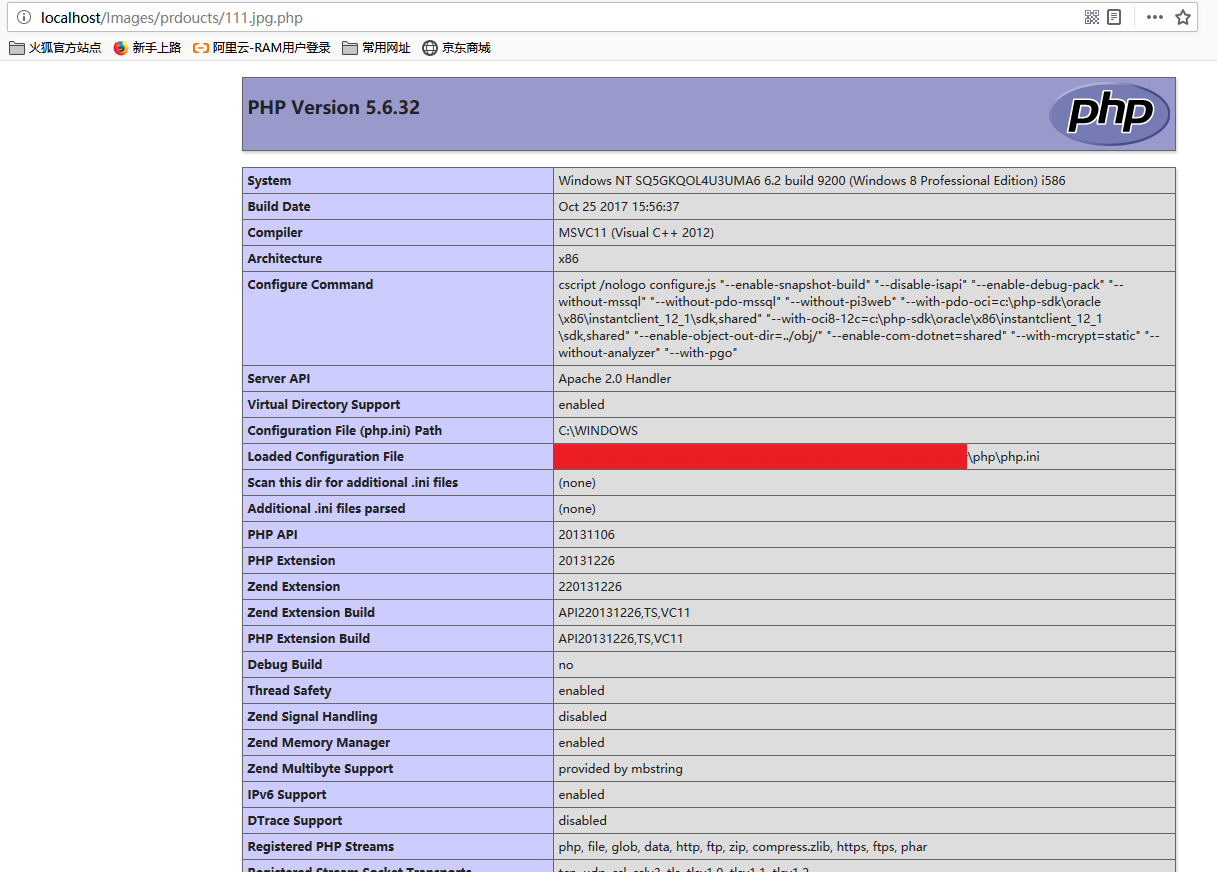 localhost/Images/prdoucts/111.jpg.php
火狐官方站点 新手上路 阿里云-RAM用户登录 常用网址 京东商城
PHP Version 5.6.32
php
System Windows NT SQ5GKQOL4U3UMA6 6.2 build 9200 (Windows 8 Professional Edition) i586
Build Date Oct 25 2017 15:56:37
Compiler MSVC11 (Visual C++ 2012)
Architecture x86
Configure Command cscript /nologo configure.js "--enable-snapshot-build" "--disable-isapi" "--enable-debug-pack" "--
without-mssql" "--without-pdo-mssql" "--without-pi3web" "--with-pdo-oci=c:\php-sdk\oracle
\x86\instantclient_12_1\sdk,shared" "--with-oci8-12c=c:\php-sdk\oracle\x86\instantclient_12_1
\sdk,shared" "--enable-object-out-dir=../obj/" "--enable-com-dotnet=shared" "--with-mcrypt=static" "--
without-analyzer" "--with-pgo"
Server API Apache 2.0 Handler
Virtual Directory Support enabled
Configuration File (php.ini) Path C:\WINDOWS
Loaded Configuration File \php\php.ini
Scan this dir for additional .ini files (none)
Additional .ini files parsed (none)
PHP API 20131106
PHP Extension 20131226
Zend Extension 220131226
Zend Extension Build API220131226,TS,VC11
PHP Extension Build API20131226,TS,VC11
Debug Build no
Thread Safety enabled
Zend Signal Handling disabled
Zend Memory Manager enabled
Zend Multibyte Support provided by mbstring
IPv6 Support enabled
DTrace Support disabled
Registered PHP Streams php, file, glob, data, http, ftp, zip, compress.zlib, https, ftps, phar
Registered Stream Socket Transports